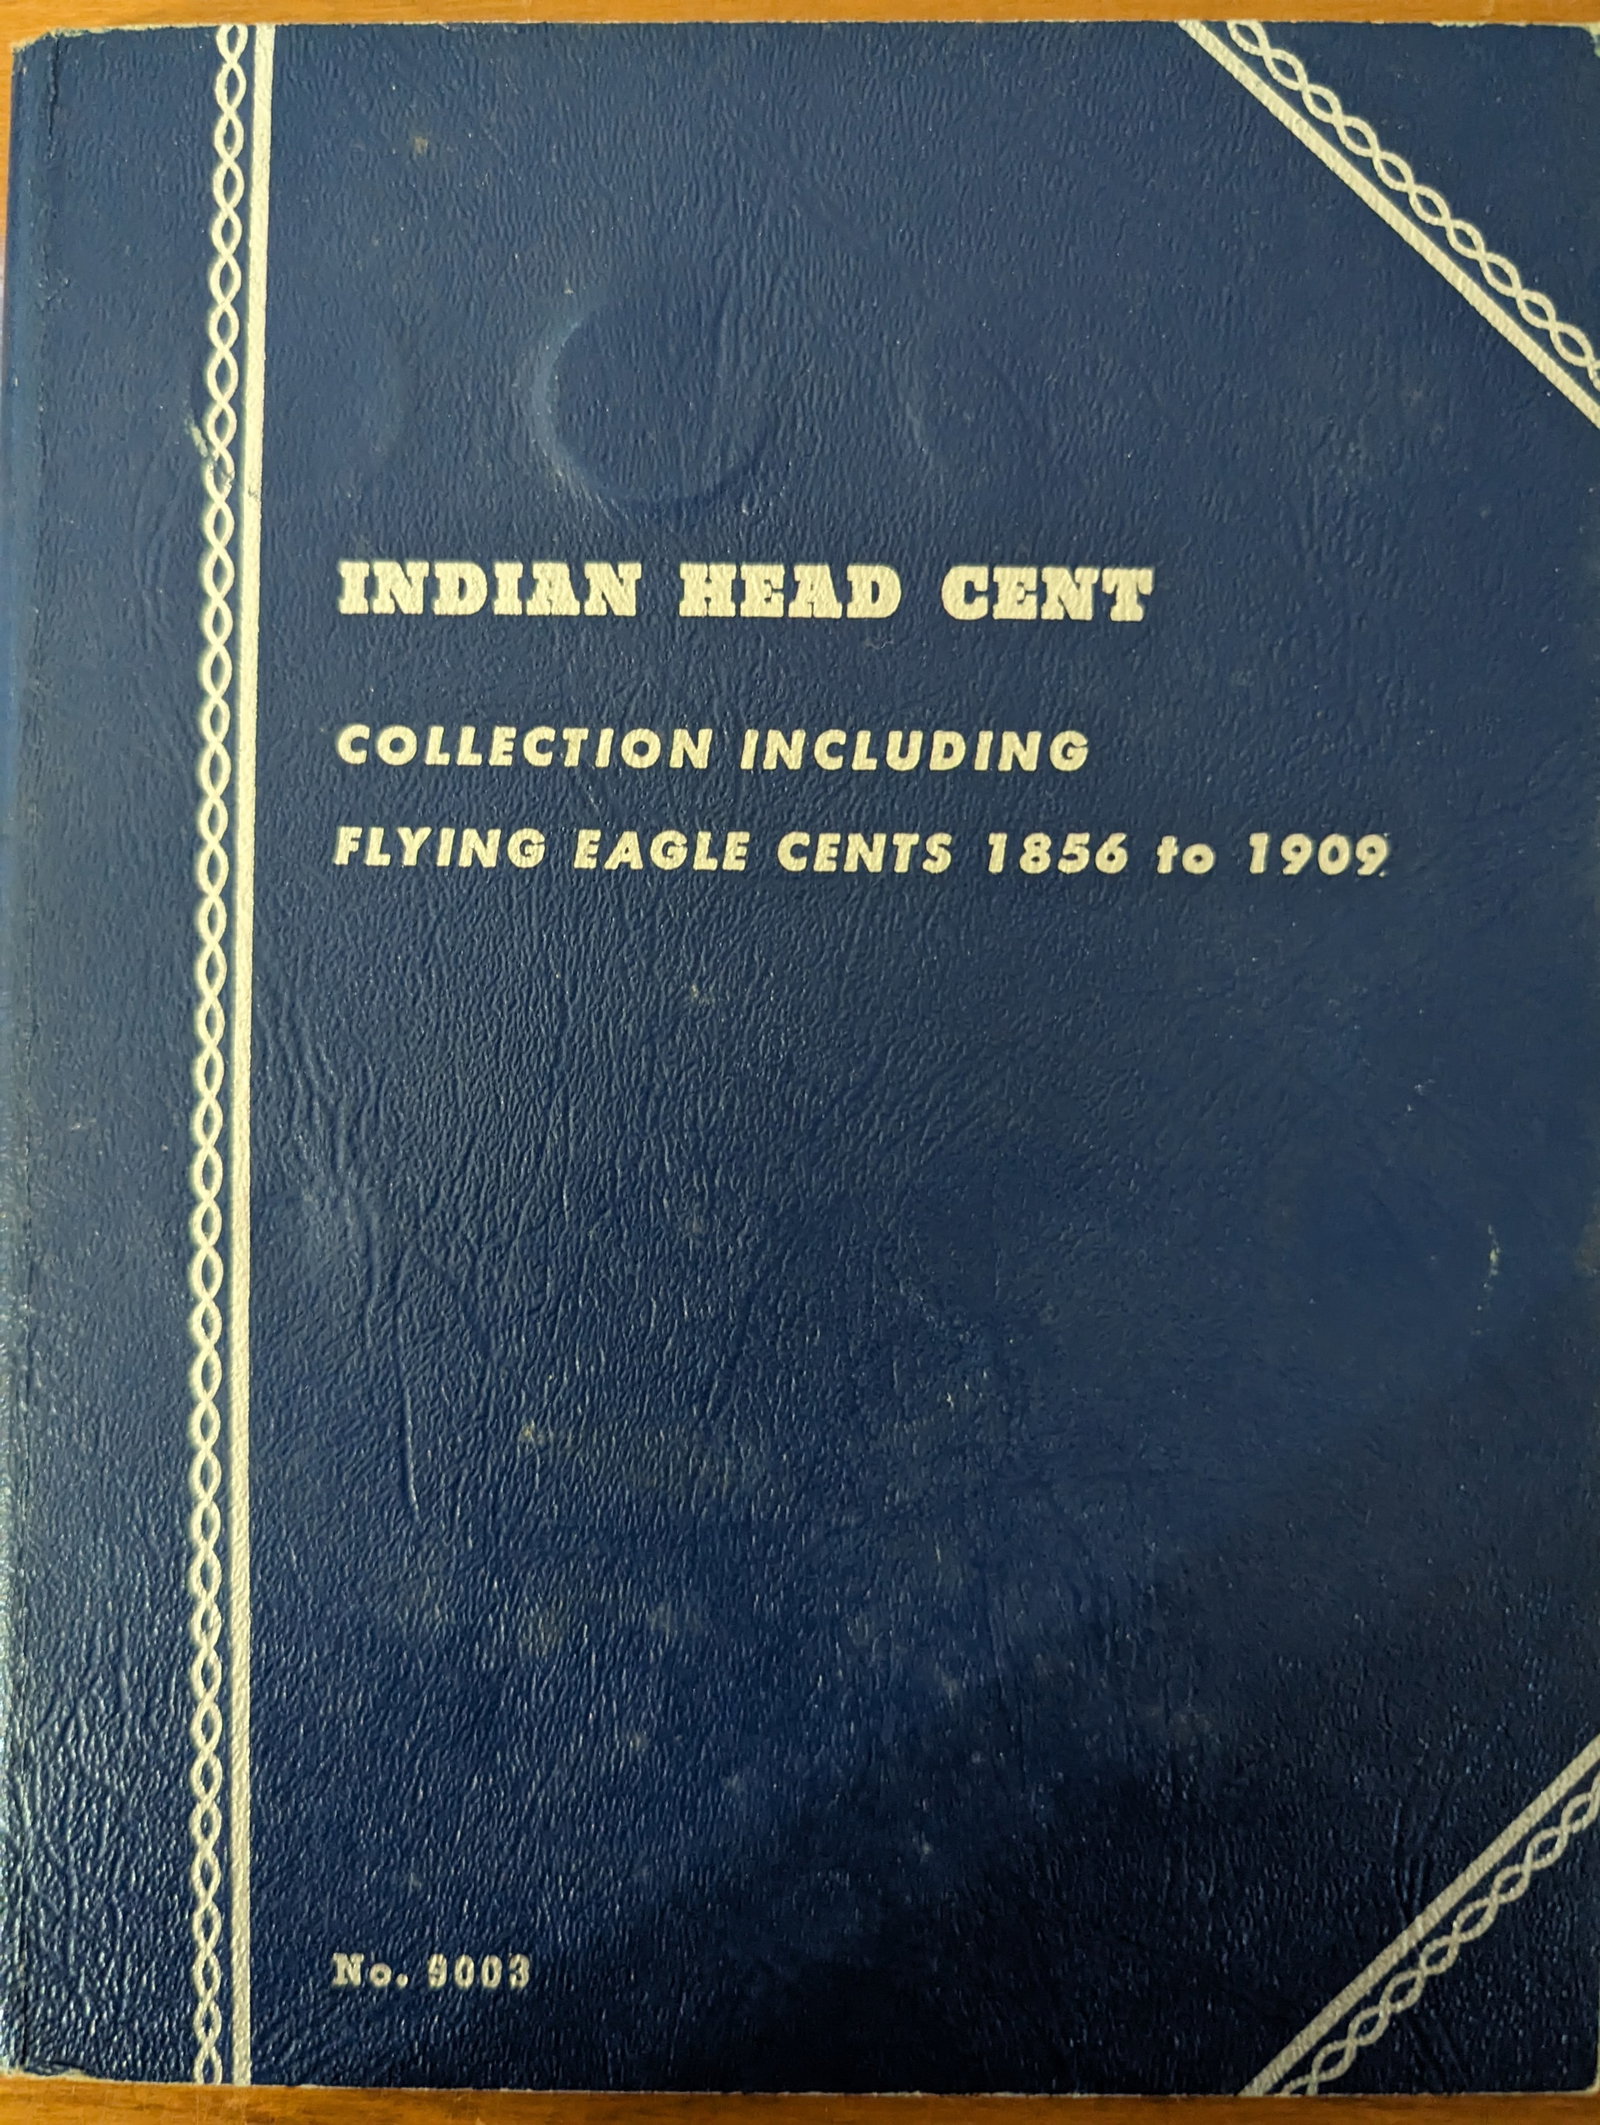 INDIAN HEAD CENT
COLLECTION INCLUDING
FLYING EAGLE CENTS 1856 to 1909
No. 9003